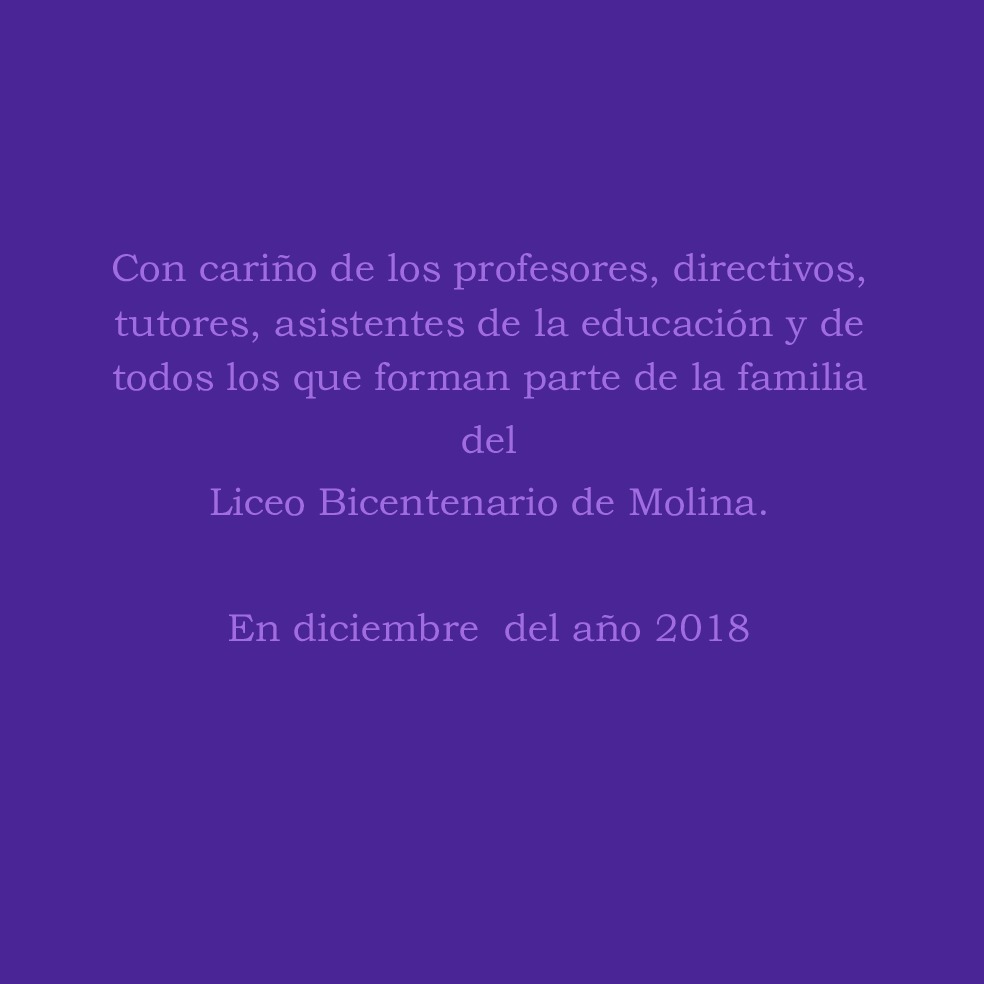 Con cariño de los profesores, directivos,
tutores, asistentes de la educación y de
todos los que forman parte de la familia
del
Liceo Bicentenario de Molina.
En diciembre  del año 2018